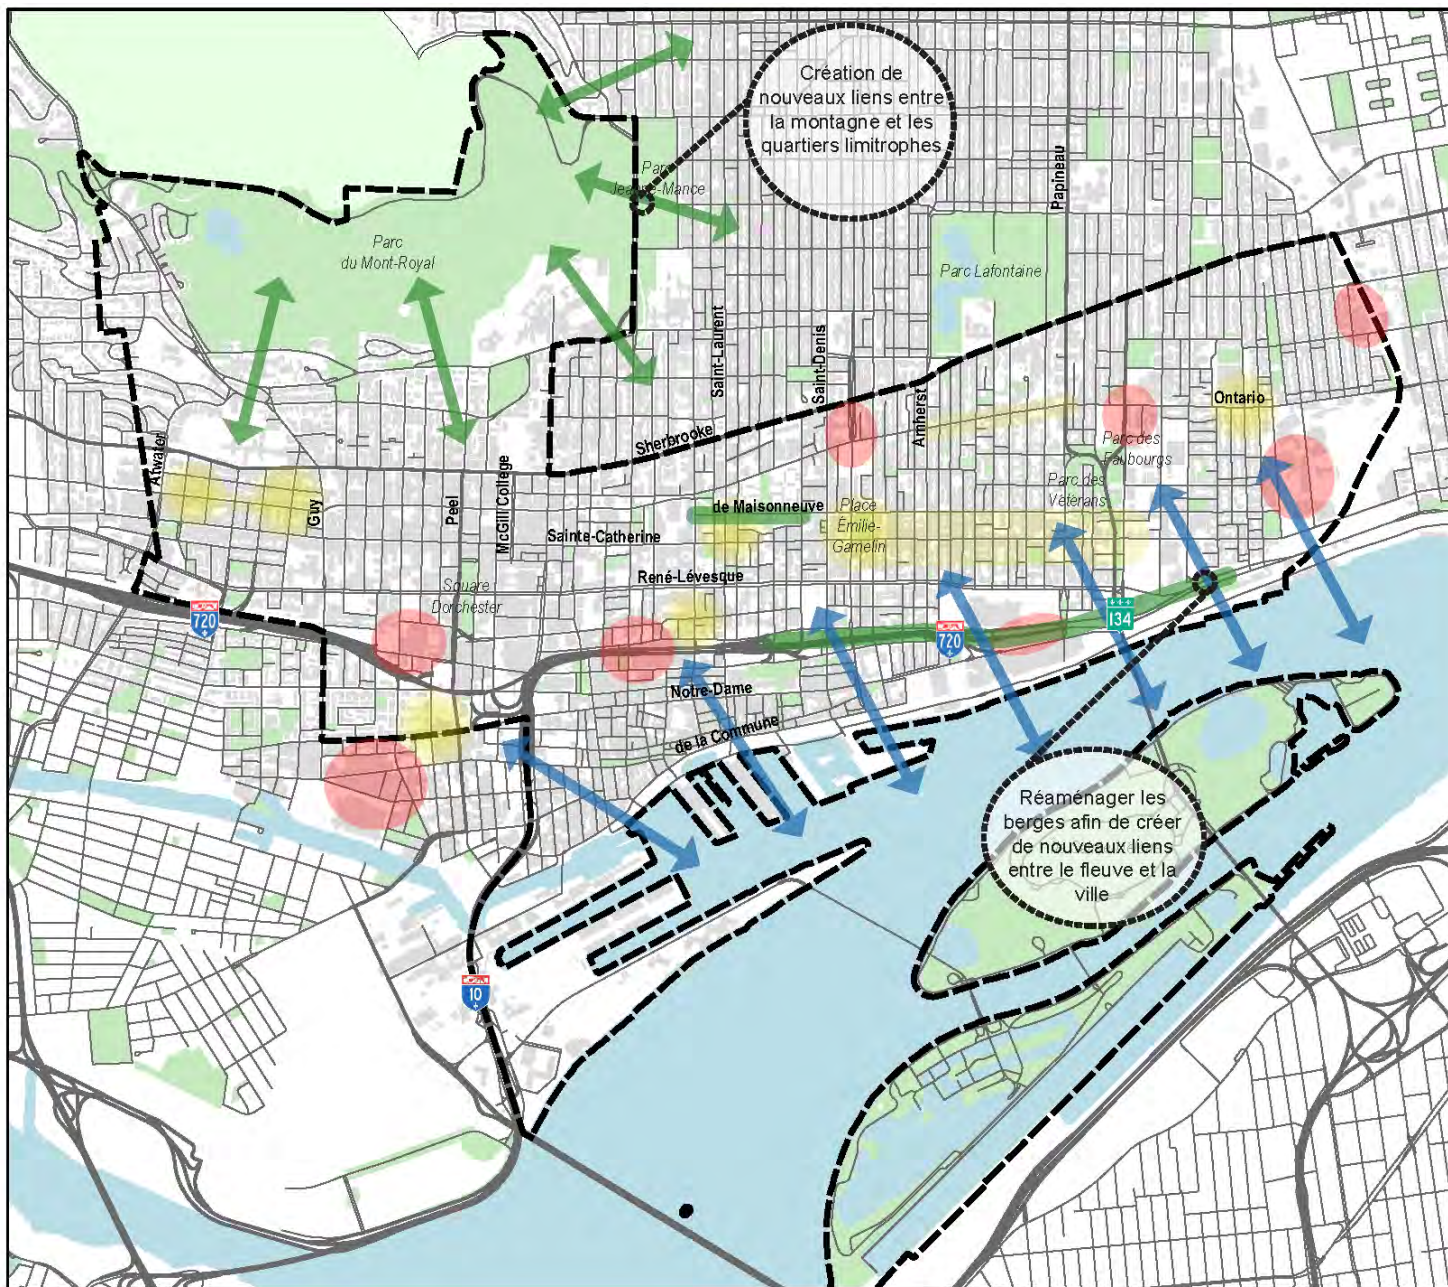 Création de
nouveaux liens entre
la montagne et les
quartiers limitrophes
Parc
Jeanne-Mance
Papineau
Parc
du Mont-Royal
Parc Lafontaine
Saint-Laurent
Saint-Denis
Amherst
Ontario
Sherbrooke
Parc des
Faubourgs
Atwater
Guy
Peel
McGill College
Parc des
Vétérans
de Maisonneuve
Place
Émilie-
Gamelin
Sainte-Catherine
René-Lévesque
Square
Dorchester
720
720
134
Notre-Dame
de la Commune
Réaménager les
berges afin de créer
de nouveaux liens
entre le fleuve et la
ville
10